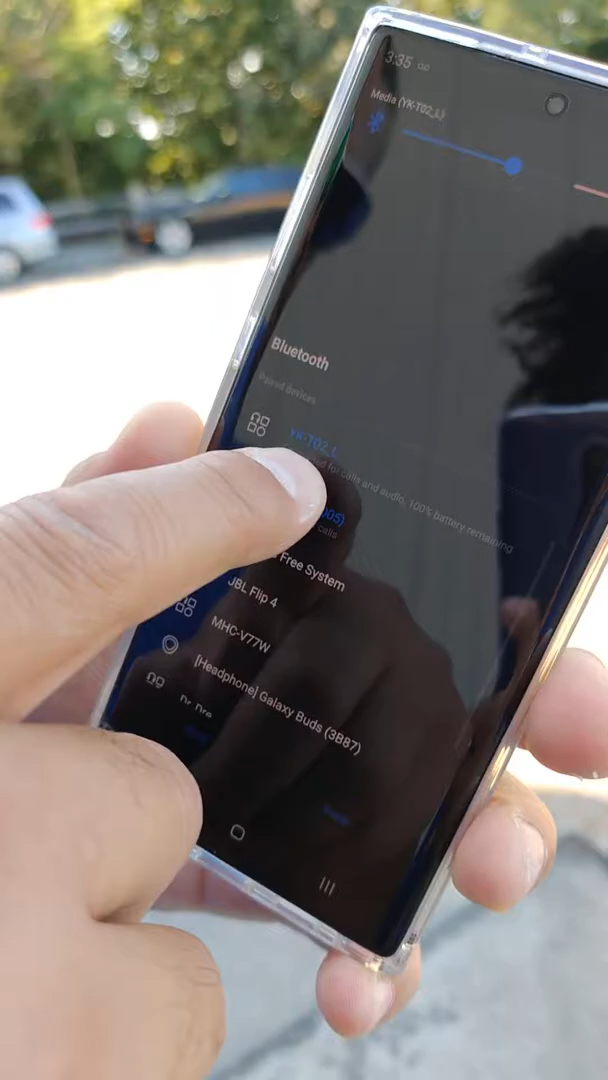 3:35
Media (YK-T02_L)
Bluetooth
Paired devices
YK-T02_L
for calls and audio, 100% battery remaining
005)
calls
Free System
JBL Flip 4
MHC-V77W
[Headphone] Galaxy Buds (3B87)